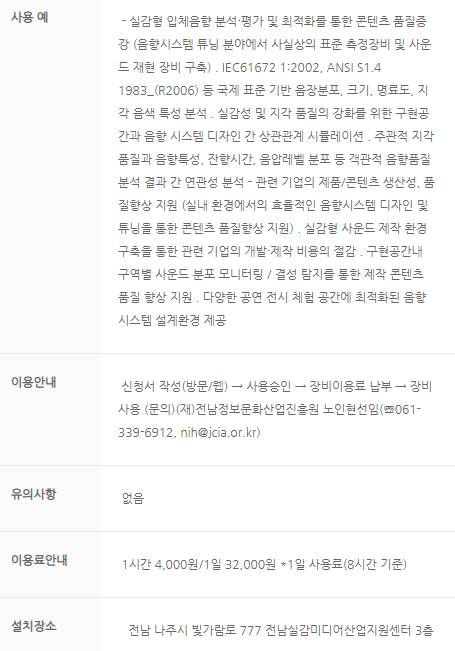 사용 예
- 실감형 입체음향 분석·평가 및 최적화를 통한 콘텐츠 품질증
강 (음향시스템 튜닝 분야에서 사실상의 표준 측정장비 및 사운
드 재현 장비 구축) . IEC61672 1:2002, ANSI S1.4
1983_(R2006) 등 국제 표준 기반 음장분포, 크기, 명료도, 지
각 음색 특성 분석 . 실감성 및 지각 품질의 강화를 위한 구현공
간과 음향 시스템 디자인 간 상관관계 시뮬레이션 . 주관적 지각
품질과 음향특성, 잔향시간, 음압레벨 분포 등 객관적 음향품질
분석 결과 간 연관성 분석 - 관련 기업의 제품/콘텐츠 생산성, 품
질향상 지원 (실내 환경에서의 효율적인 음향시스템 디자인 및
튜닝을 통한 콘텐츠 품질향상 지원) . 실감형 사운드 제작 환경
구축을 통한 관련 기업의 개발·제작 비용의 절감 . 구현공간내
구역별 사운드 분포 모니터링 / 결성 탐지를 통한 제작 콘텐츠
품질 향상 지원 . 다양한 공연 전시 체험 공간에 최적화된 음향
시스템 설계환경 제공
이용안내
신청서 작성(방문/웹) → 사용승인 → 장비이용료 납부 → 장비
사용 (문의)(재)전남정보문화산업진흥원 노인현선임(☎061-
339-6912, nih@jcia.or.kr)
유의사항
없음
이용료안내
1시간 4,000원/1일 32,000원 *1일 사용료(8시간 기준)
설치장소
전남 나주시 빛가람로 777 전남실감미디어산업지원센터 3층